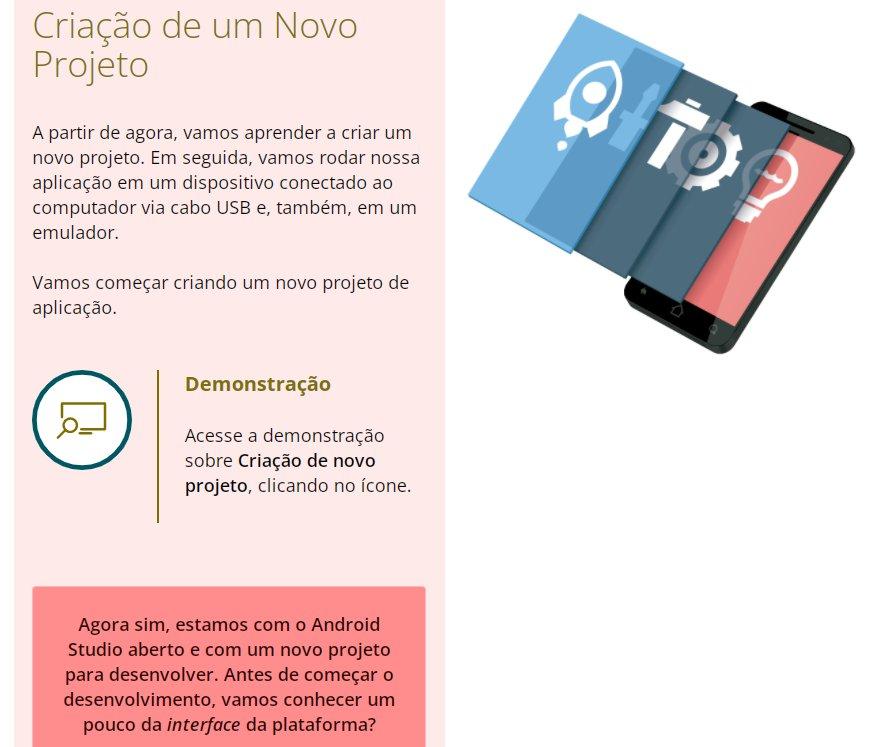 Criação de um Novo
Projeto
A partir de agora, vamos aprender a criar um
novo projeto. Em seguida, vamos rodar nossa
aplicação em um dispositivo conectado ao
computador via cabo USB e, também, em um
emulador.
Vamos começar criando um novo projeto de
aplicação.
Demonstração
Acesse a demonstração
sobre Criação de novo
projeto, clicando no ícone.
Agora sim, estamos com o Android
Studio aberto e com um novo projeto
para desenvolver. Antes de começar o
desenvolvimento, vamos conhecer um
pouco da interface da plataforma?